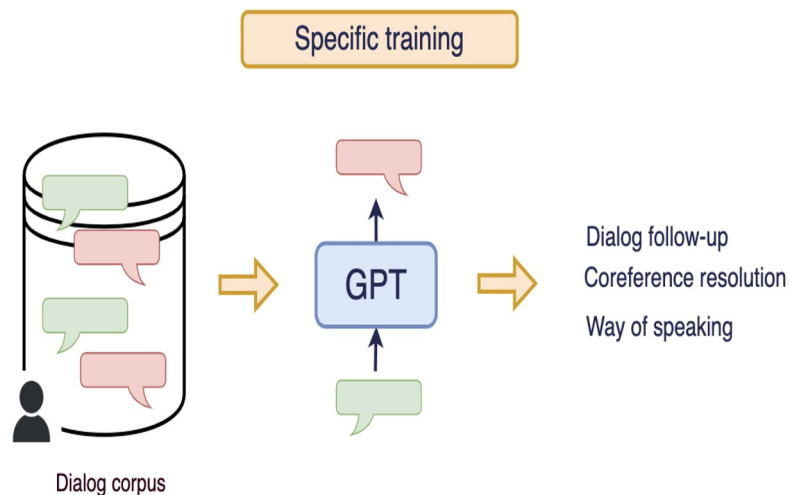 Specific training
GPT
Dialog follow-up
Coreference resolution
Way of speaking
Dialog corpus